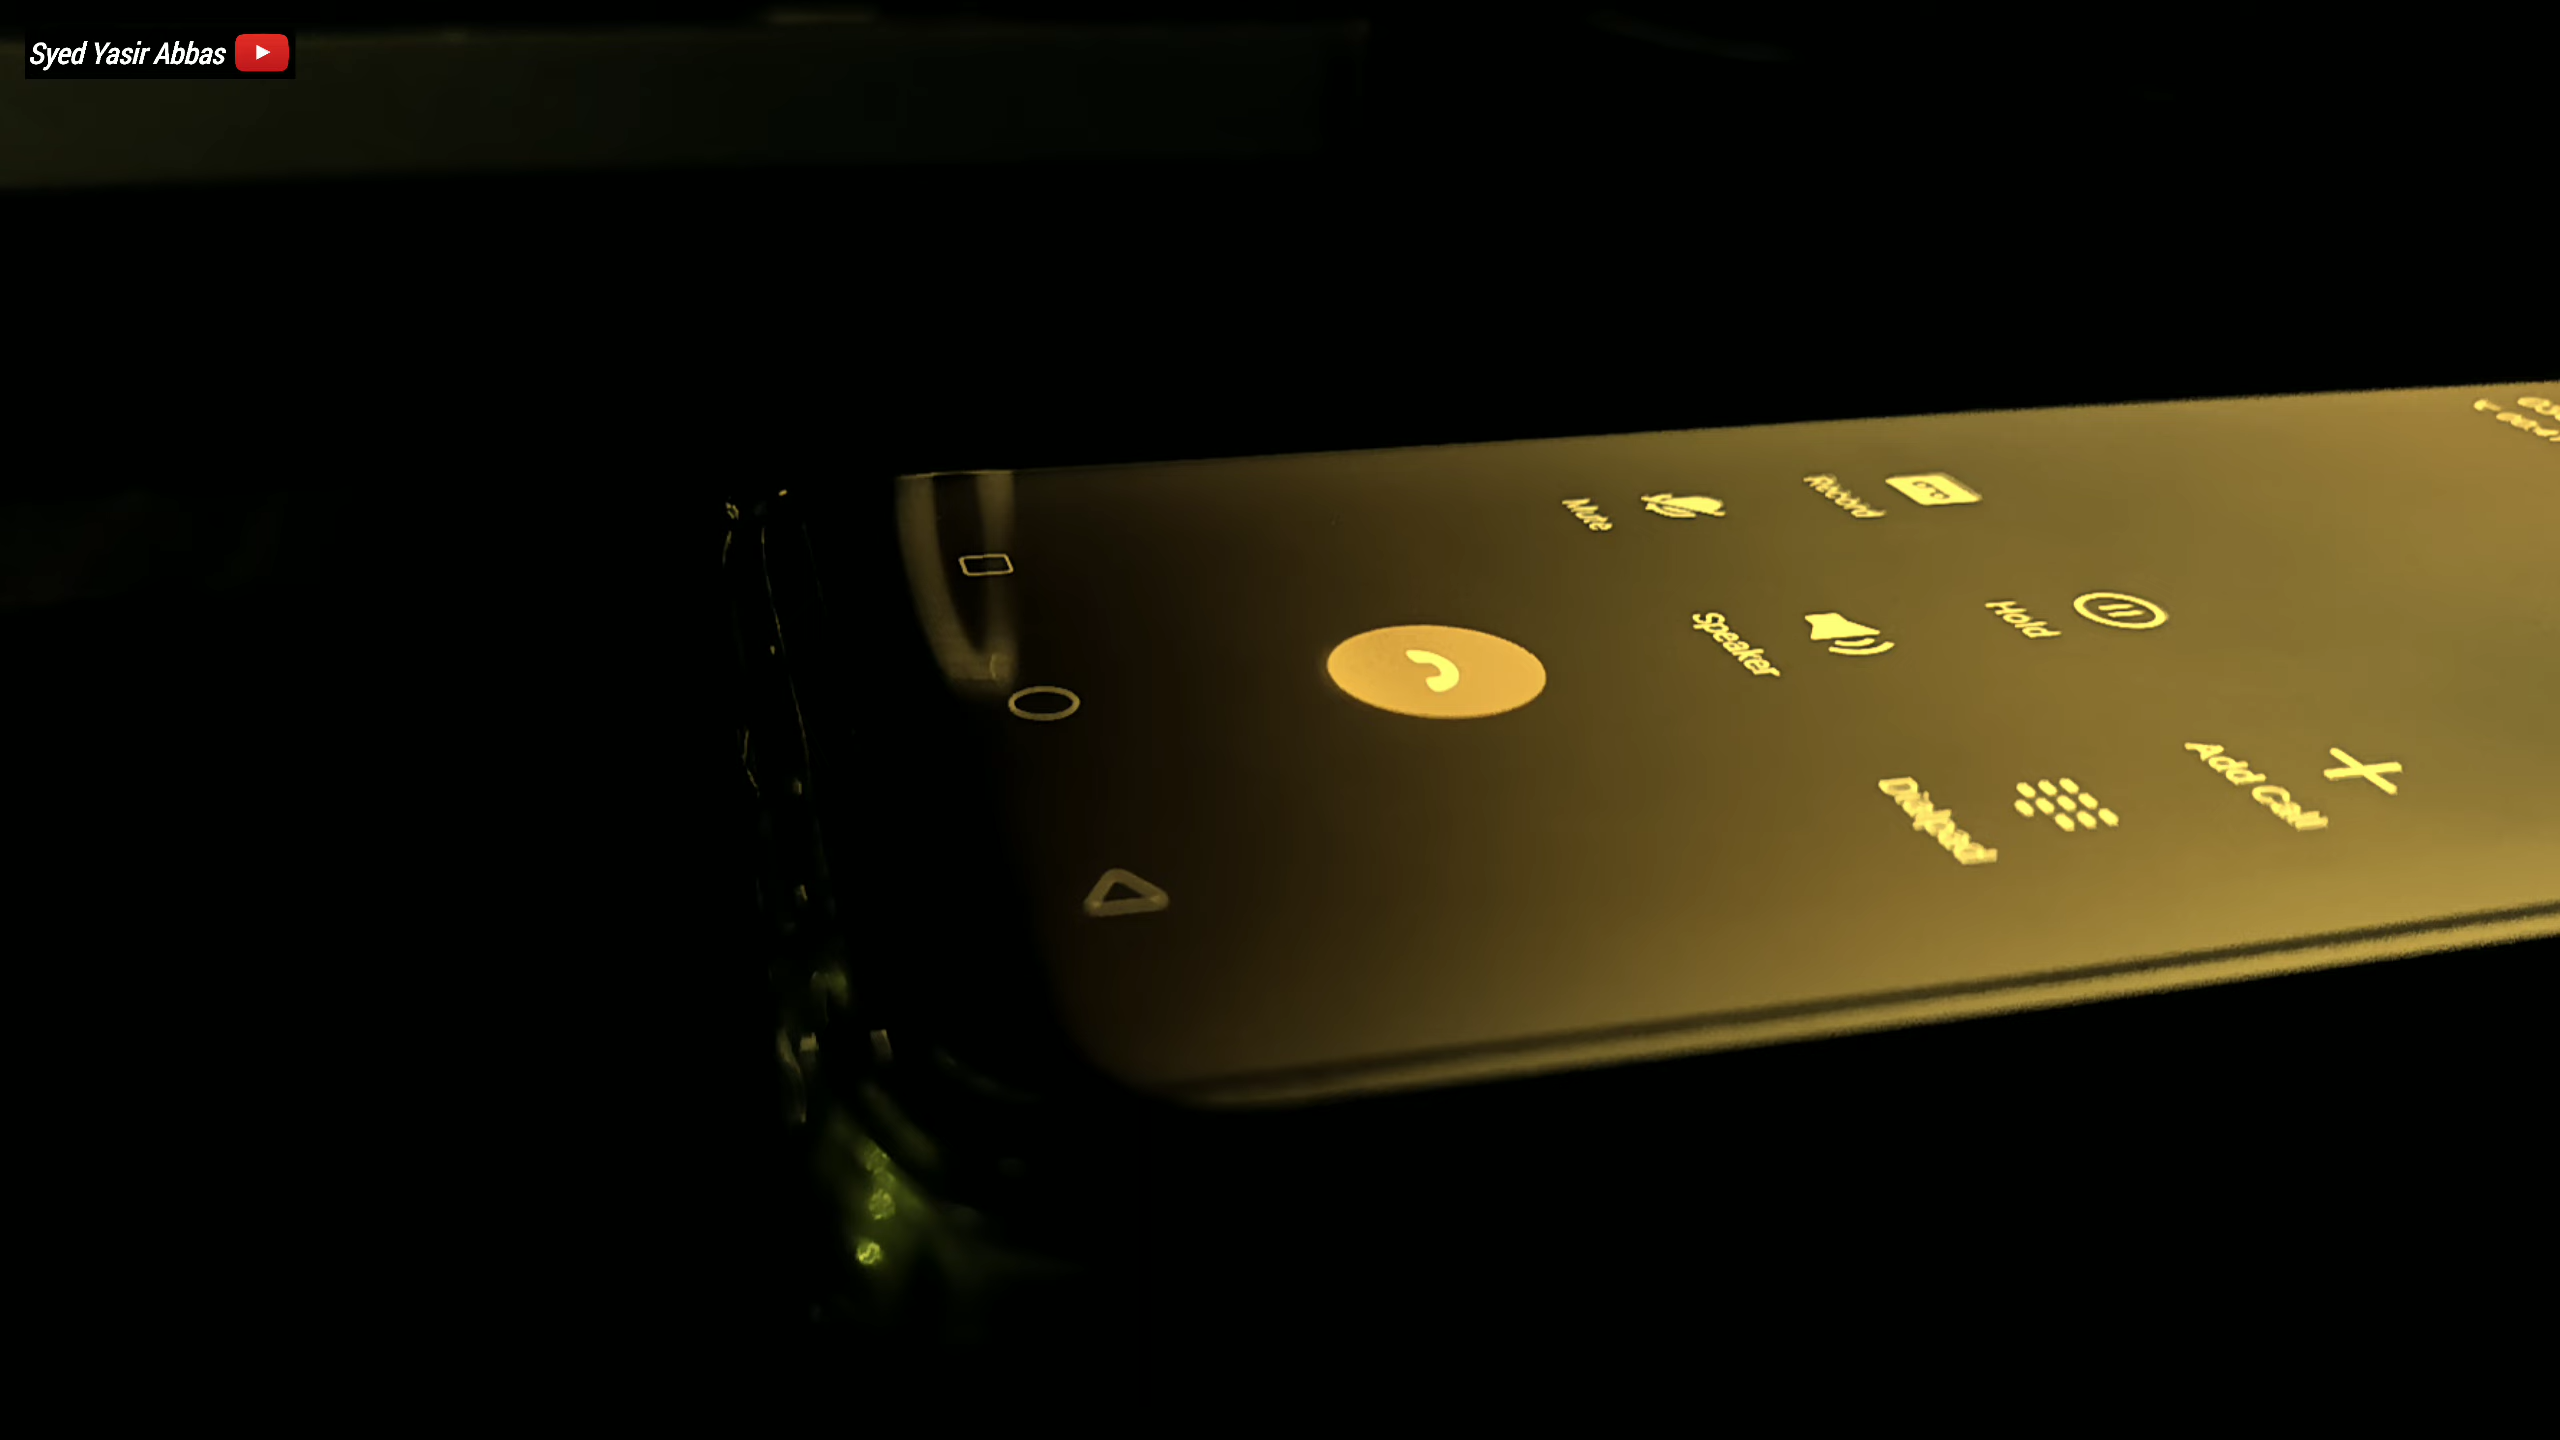 Syed Yasir Abbas
Mute
Record
Speaker
Hold
Dialpad
Add Call